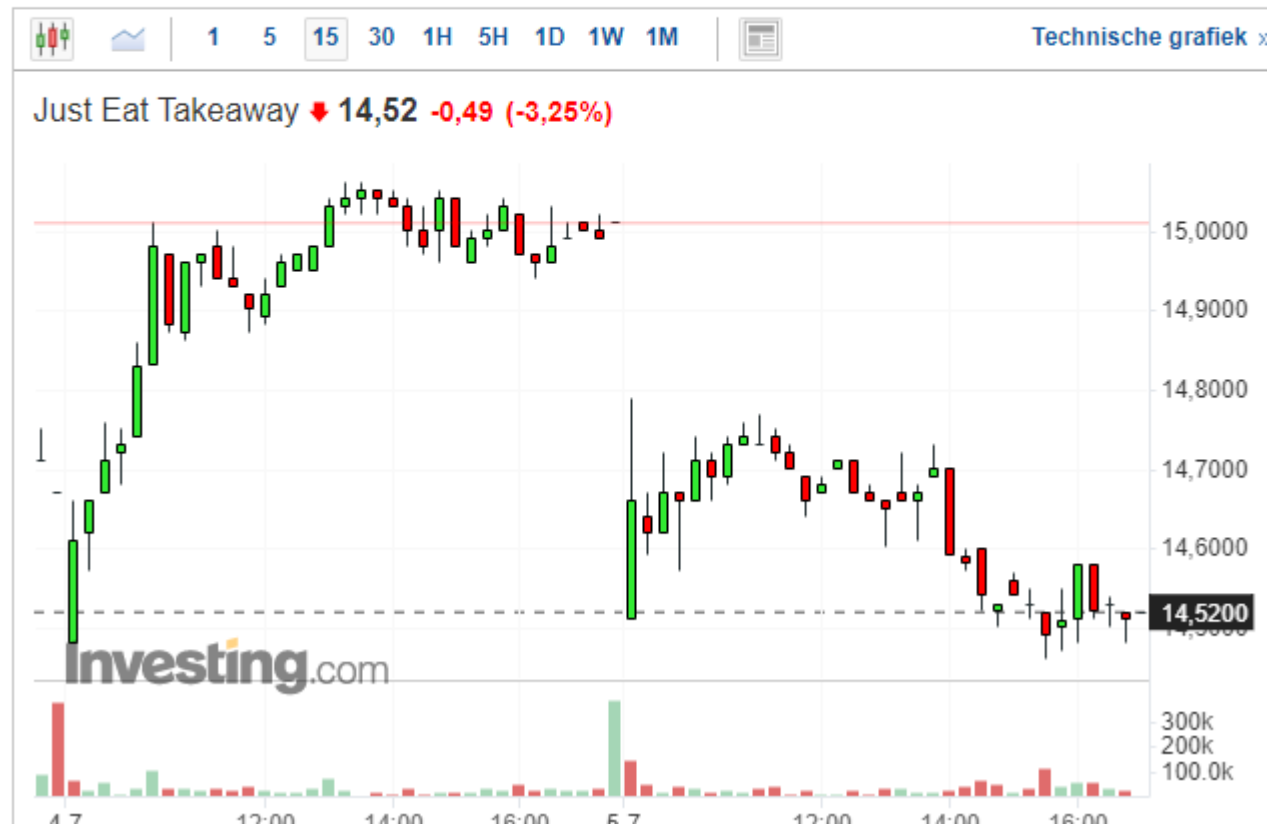 1 5 15 30 1H 5H 1D 1W 1M Technische grafiek »
Just Eat Takeaway 14,52 -0,49 (-3,25%)
15,0000
14,9000
14,8000
14,7000
14,6000
14,5200
Investing.com
300k
200k
100.0k
4.7 12:00 14:00 16:00 5.7 12:00 14:00 16:00